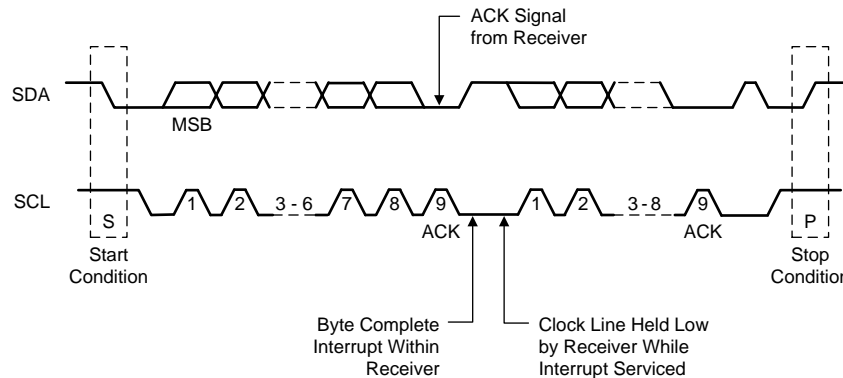 ACK Signal
from Receiver
SDA
MSB
SCL
1 2 3 - 6 7 8 9 1 2 3 - 8 9
S ACK ACK P
Start
Condition
Stop
Condition
Byte Complete
Interrupt Within
Receiver
Clock Line Held Low
by Receiver While
Interrupt Serviced